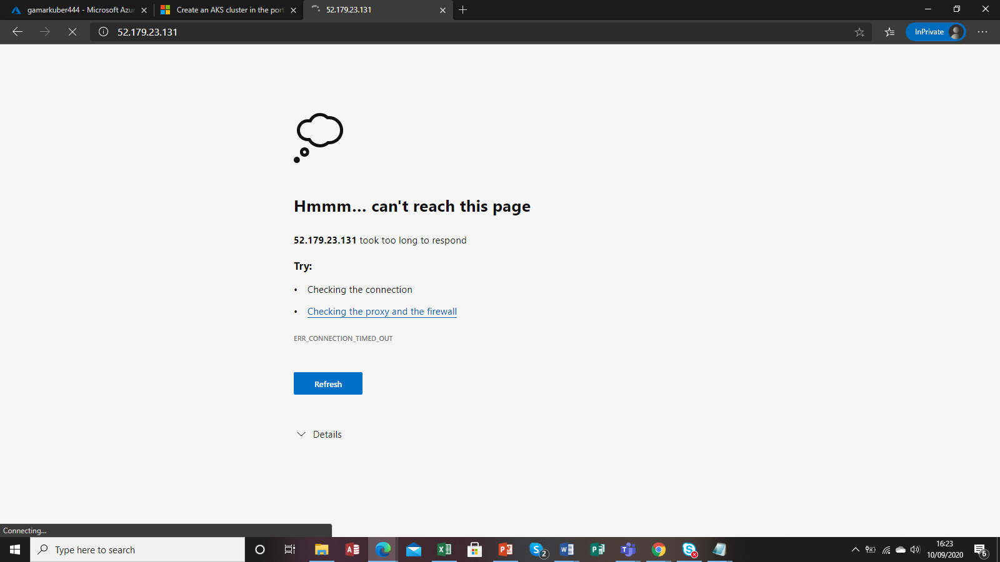 gamarkuber444 - Microsoft Azur
Create an AKS cluster in the port
52.179.23.131
52.179.23.131
InPrivate
Hmmm... can't reach this page
52.179.23.131 took too long to respond
Try:
• Checking the connection
• Checking the proxy and the firewall
ERR_CONNECTION_TIMED_OUT
Refresh
Details
Connecting...
Type here to search
2
16:23
10/09/2020
6